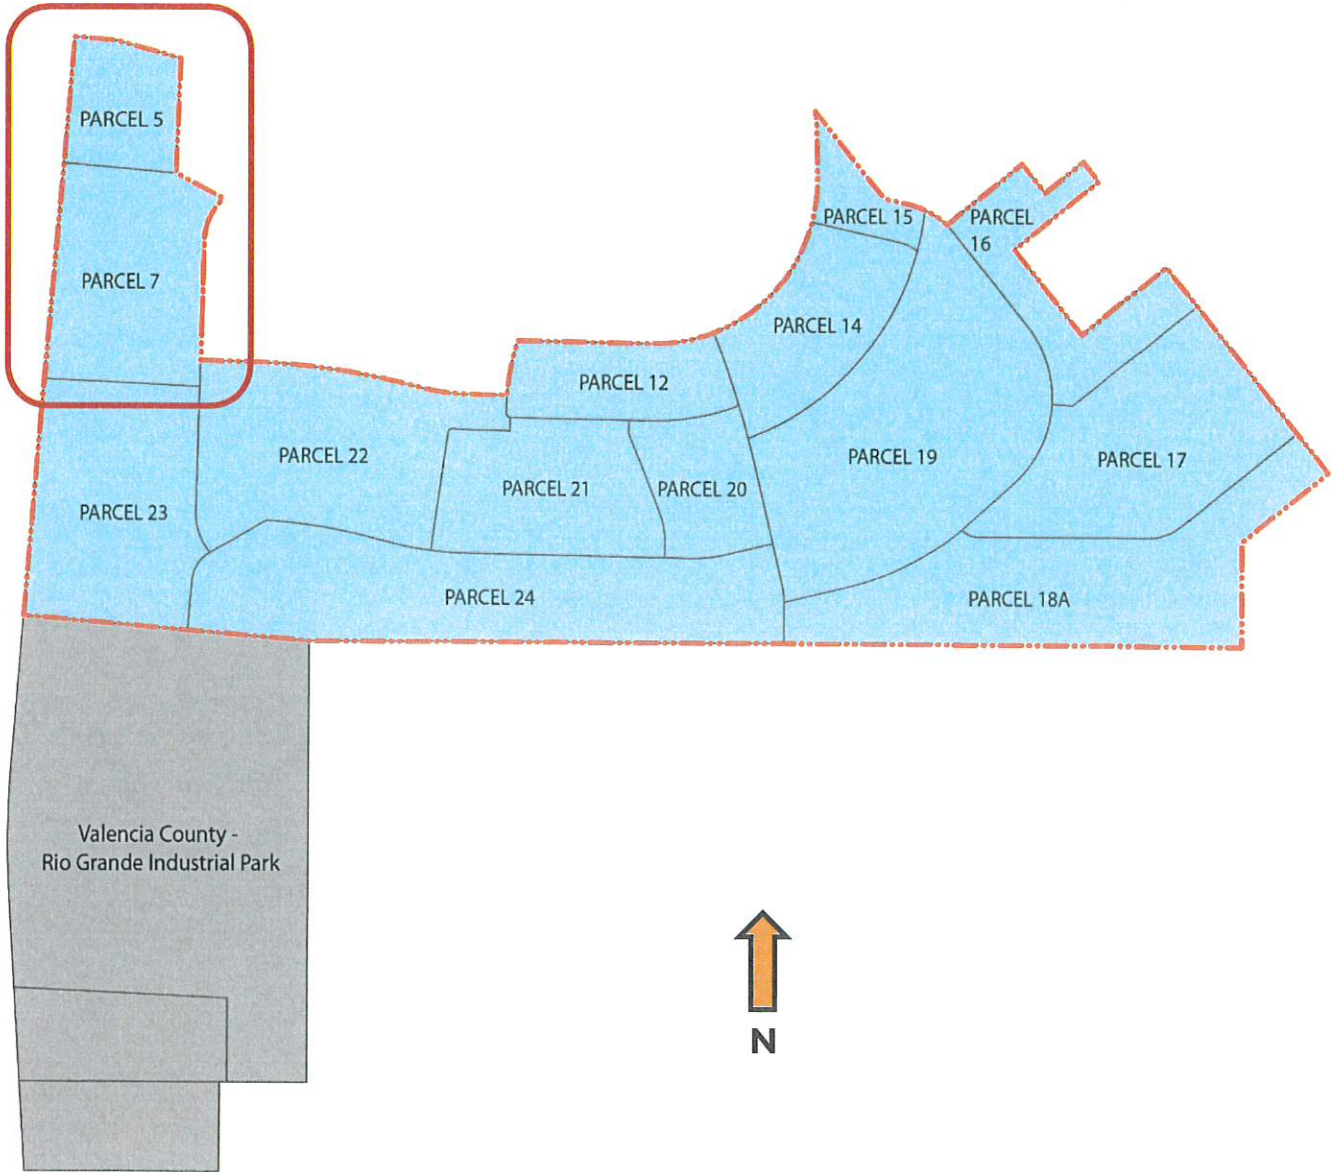 PARCEL 5
PARCEL 15
PARCEL
16
PARCEL 7
PARCEL 14
PARCEL 12
PARCEL 22
PARCEL 19
PARCEL 17
PARCEL 21
PARCEL 20
PARCEL 23
PARCEL 24
PARCEL 18A
Valencia County -
Rio Grande Industrial Park
N